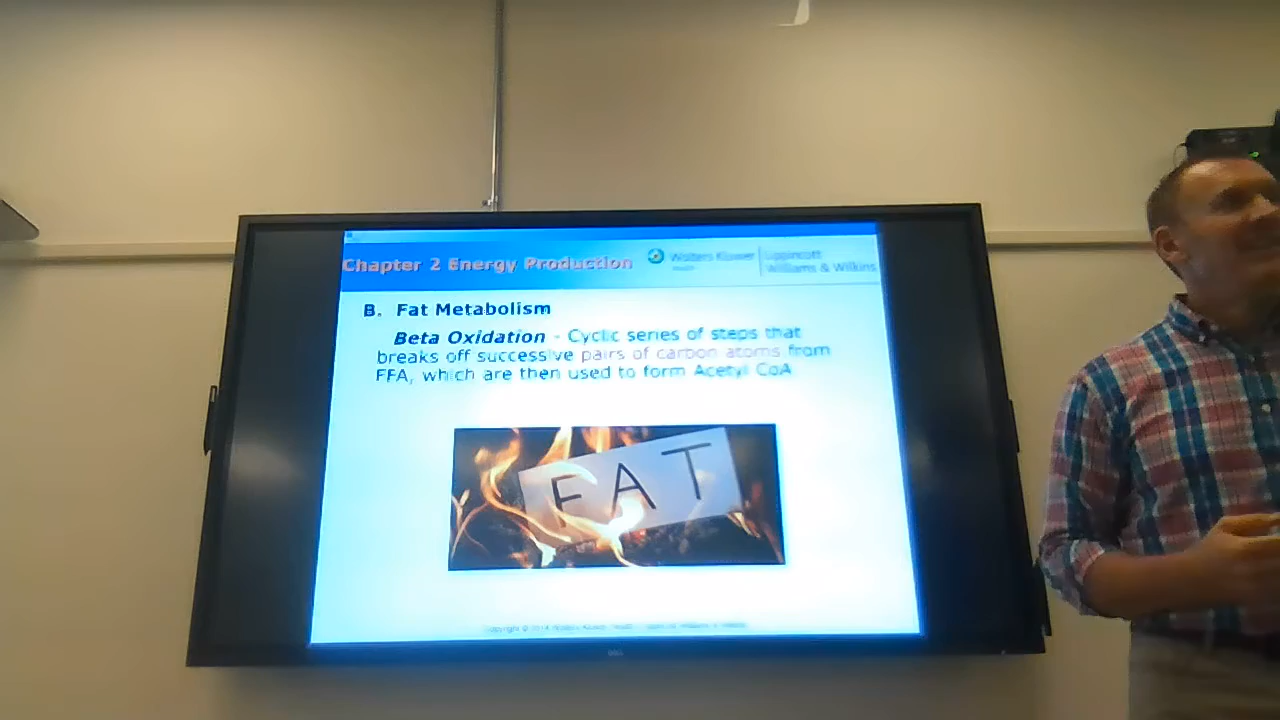 Chapter 2 Energy Production
Wolters Kluwer
Lippincott
Williams & Wilkins
B. Fat Metabolism
Beta Oxidation - Cyclic series of steps that
breaks off successive pairs of carbon atoms from
FFA, which are then used to form Acetyl CoA
FAT
DELL